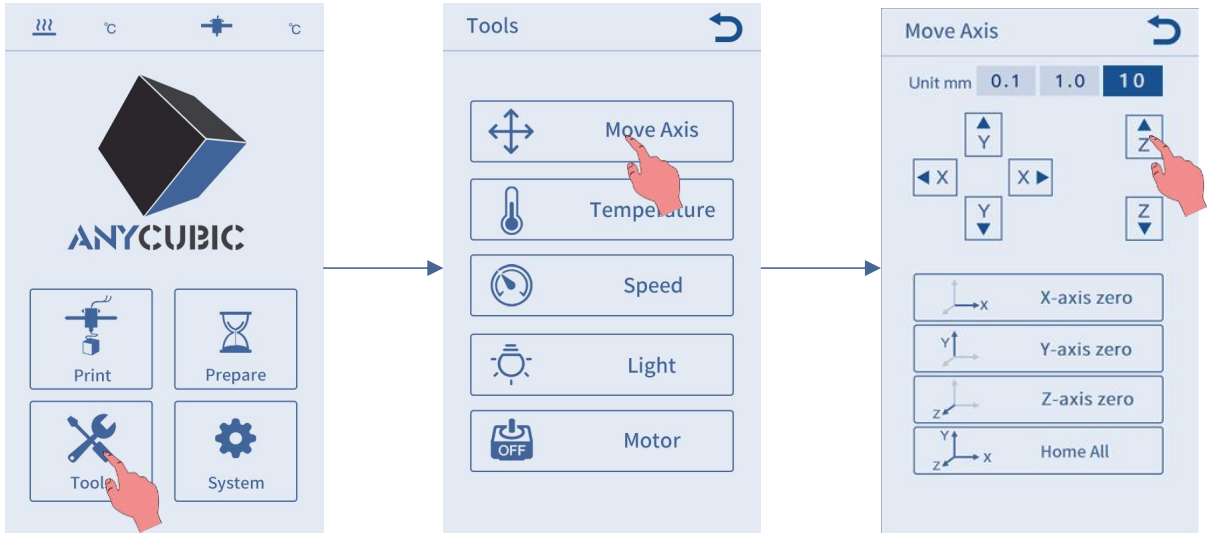 ℃ ℃
ANYCUBIC
Print Prepare
Tools System
Tools
Move Axis
Temperature
Speed
Light
OFF Motor
Move Axis
Unit mm 0.1 1.0 10
Y Z
X X
Y Z
X X-axis zero
Y Y-axis zero
Z Z-axis zero
Y Z X Home All